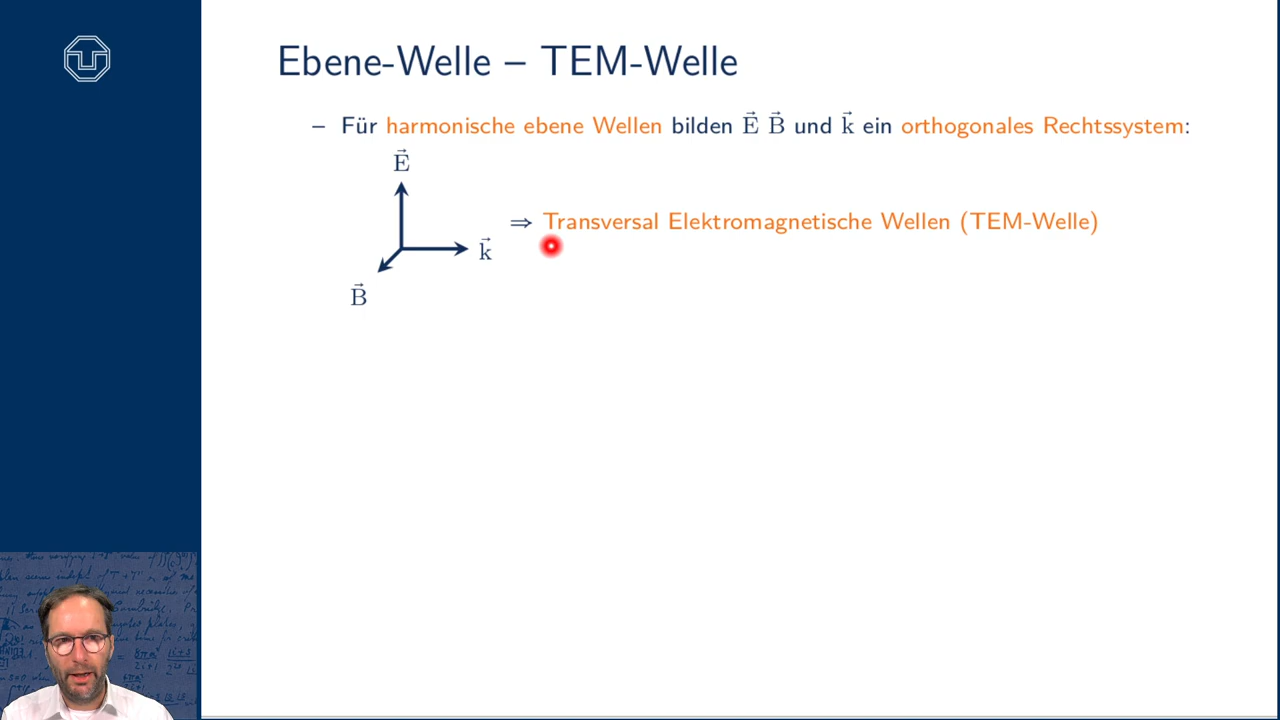 Ebene-Welle – TEM-Welle
– Für harmonische ebene Wellen bilden E⃗ B⃗ und k⃗ ein orthogonales Rechtssystem:
E⃗
⇒ Transversal Elektromagnetische Wellen (TEM-Welle)
k⃗
B⃗